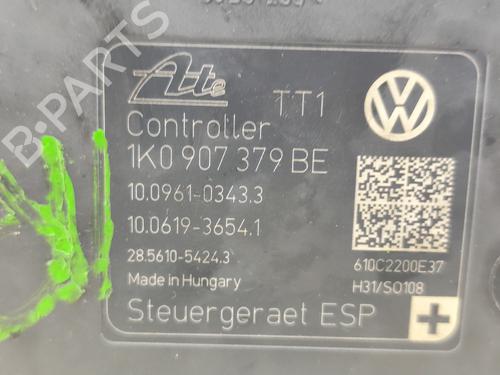 Ate
TT1
Controller
1K0 907 379 BE
10.0961-0343.3
10.0619-3654.1
28.5610-5424.3
610C2200E37
Made in Hungary
H31/SO108
Steuergeraet ESP
B-PARTS